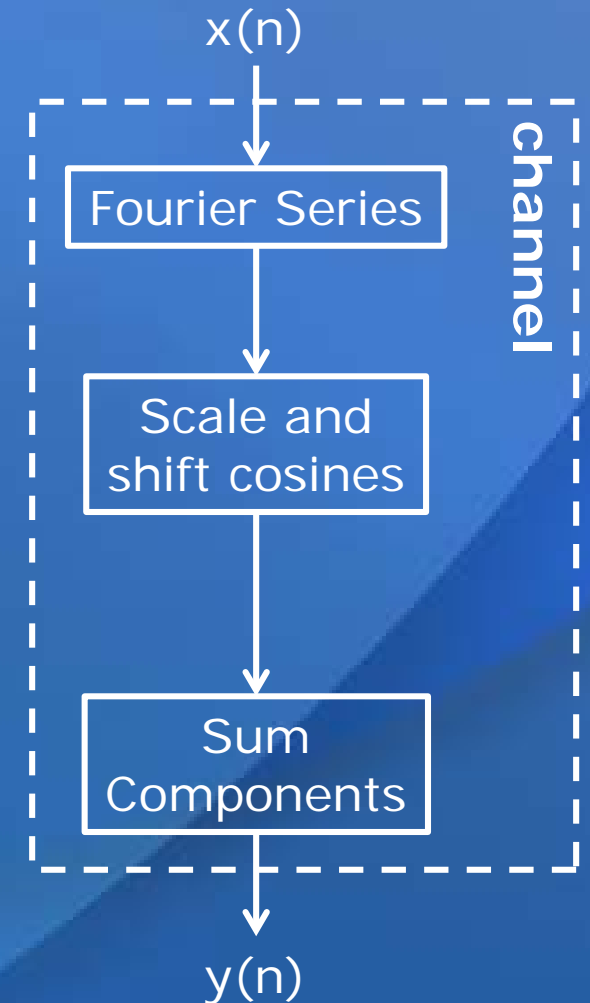 x(n)
channel
Fourier Series
Scale and
shift cosines
Sum
Components
y(n)